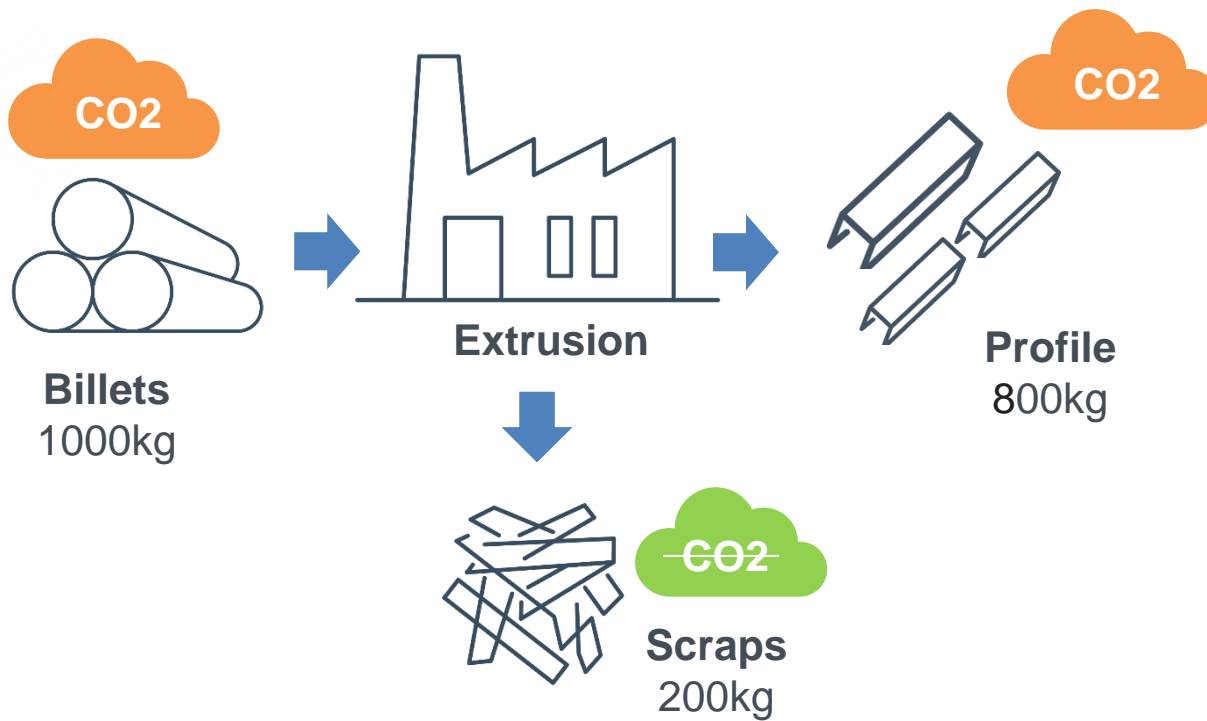 CO2
CO2
Extrusion
Profile
800kg
Billets
1000kg
CO2
Scraps
200kg